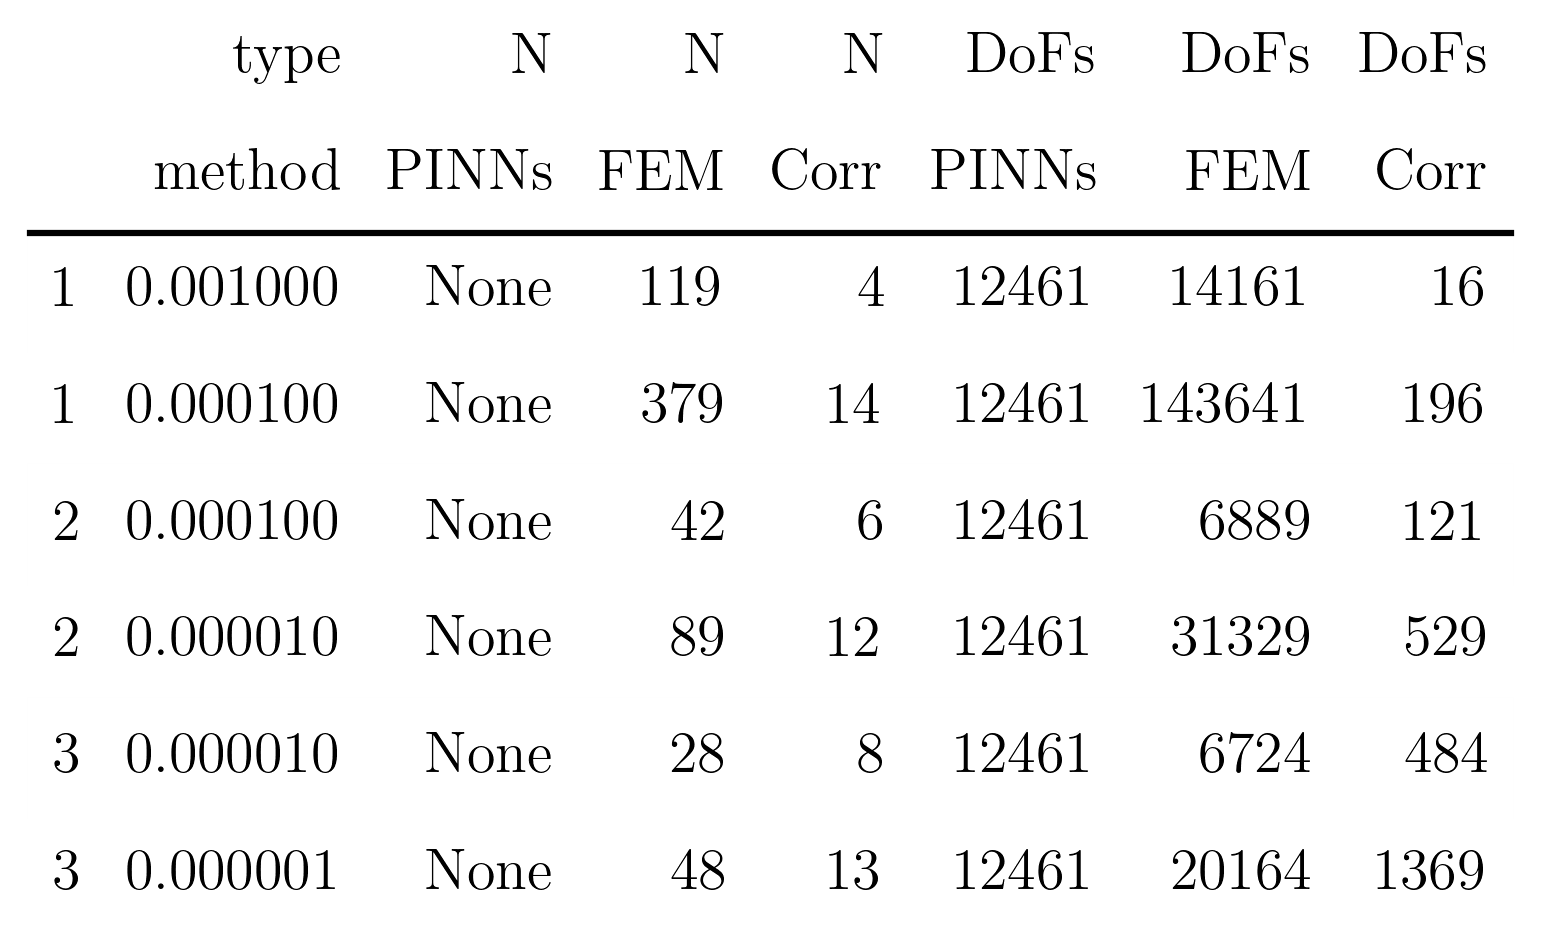 type N N N DoFs DoFs DoFs
method PINNs FEM Corr PINNs FEM Corr
1 0.001000 None 119 4 12461 14161 16
1 0.000100 None 379 14 12461 143641 196
2 0.000100 None 42 6 12461 6889 121
2 0.000010 None 89 12 12461 31329 529
3 0.000010 None 28 8 12461 6724 484
3 0.000001 None 48 13 12461 20164 1369